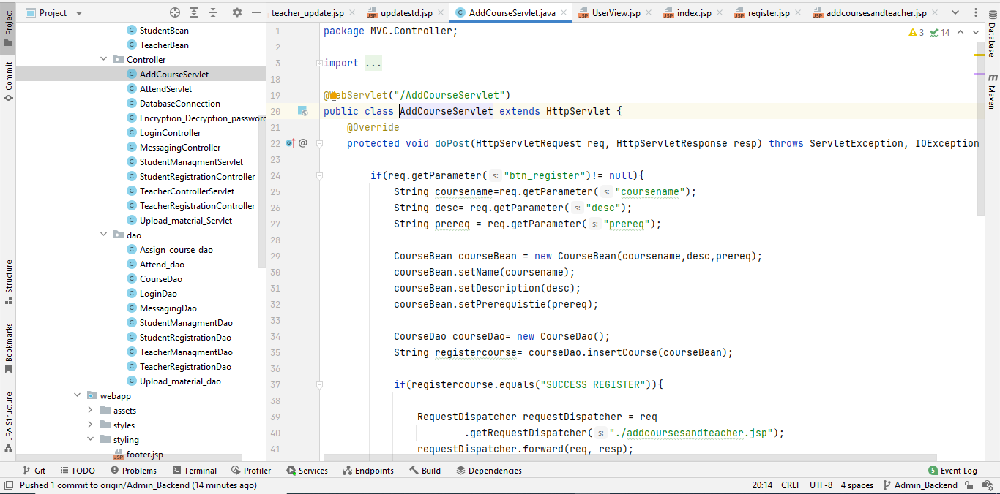 Project
teacher_update.jsp
updatestd.jsp
AddCourseServlet.java
UserView.jsp
index.jsp
register.jsp
addcoursesandteacher.jsp
Project
Commit
Structure
Bookmarks
JPA Structure
StudentBean
TeacherBean
Controller
AddCourseServlet
AttendServlet
DatabaseConnection
Encryption_Decryption_password
LoginController
MessagingController
StudentManagmentServlet
StudentRegistrationController
TeacherControllerServlet
TeacherRegistrationController
Upload_material_Servlet
dao
Assign_course_dao
Attend_dao
CourseDao
LoginDao
MessagingDao
StudentManagmentDao
StudentRegistrationDao
TeacherManagmentDao
TeacherRegistrationDao
Upload_material_dao
webapp
assets
styles
styling
footer.jsp
3 14
1 package MVC.Controller;
2
3 import ...
18
19 @WebServlet("/AddCourseServlet")
20 public class AddCourseServlet extends HttpServlet {
21 @Override
22 @ protected void doPost(HttpServletRequest req, HttpServletResponse resp) throws ServletException, IOException
23
24 if(req.getParameter( s: "btn_register")!= null){
25 String coursename=req.getParameter( s: "coursename");
26 String desc= req.getParameter( s: "desc");
27 String prereq = req.getParameter( s: "prereq");
28
29 CourseBean courseBean = new CourseBean(coursename,desc,prereq);
30 courseBean.setName(coursename);
31 courseBean.setDescription(desc);
32 courseBean.setPrerequistie(prereq);
33
34 CourseDao courseDao= new CourseDao();
35 String registercourse= courseDao.insertCourse(courseBean);
36
37 if(registercourse.equals("SUCCESS REGISTER")){
38
39 RequestDispatcher requestDispatcher = req
40 .getRequestDispatcher( s: "./addcoursesandteacher.jsp");
41 requestDispatcher.forward(req, resp);
Database
Maven
Git TODO Problems Terminal Profiler Services Endpoints Build Dependencies 5 Event Log
Pushed 1 commit to origin/Admin_Backend (14 minutes ago) 20:14 CRLF UTF-8 4 spaces Admin_Backend